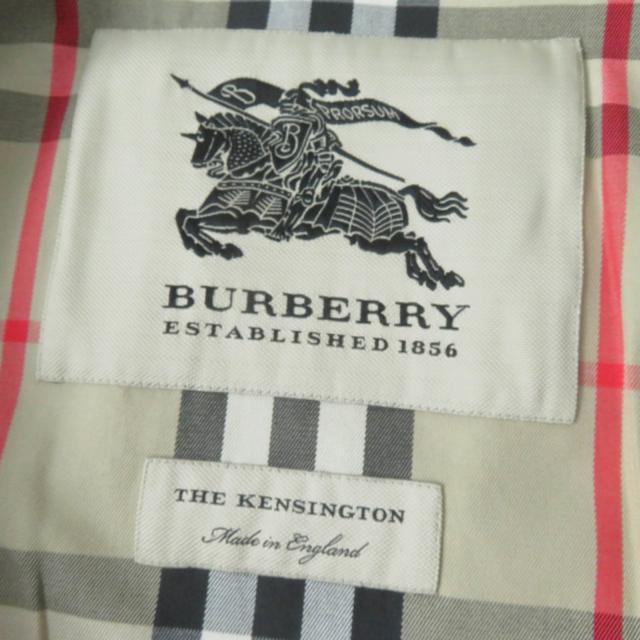 B
PRORSUM
B
BURBERRY
ESTABLISHED 1856
THE KENSINGTON
Made in England